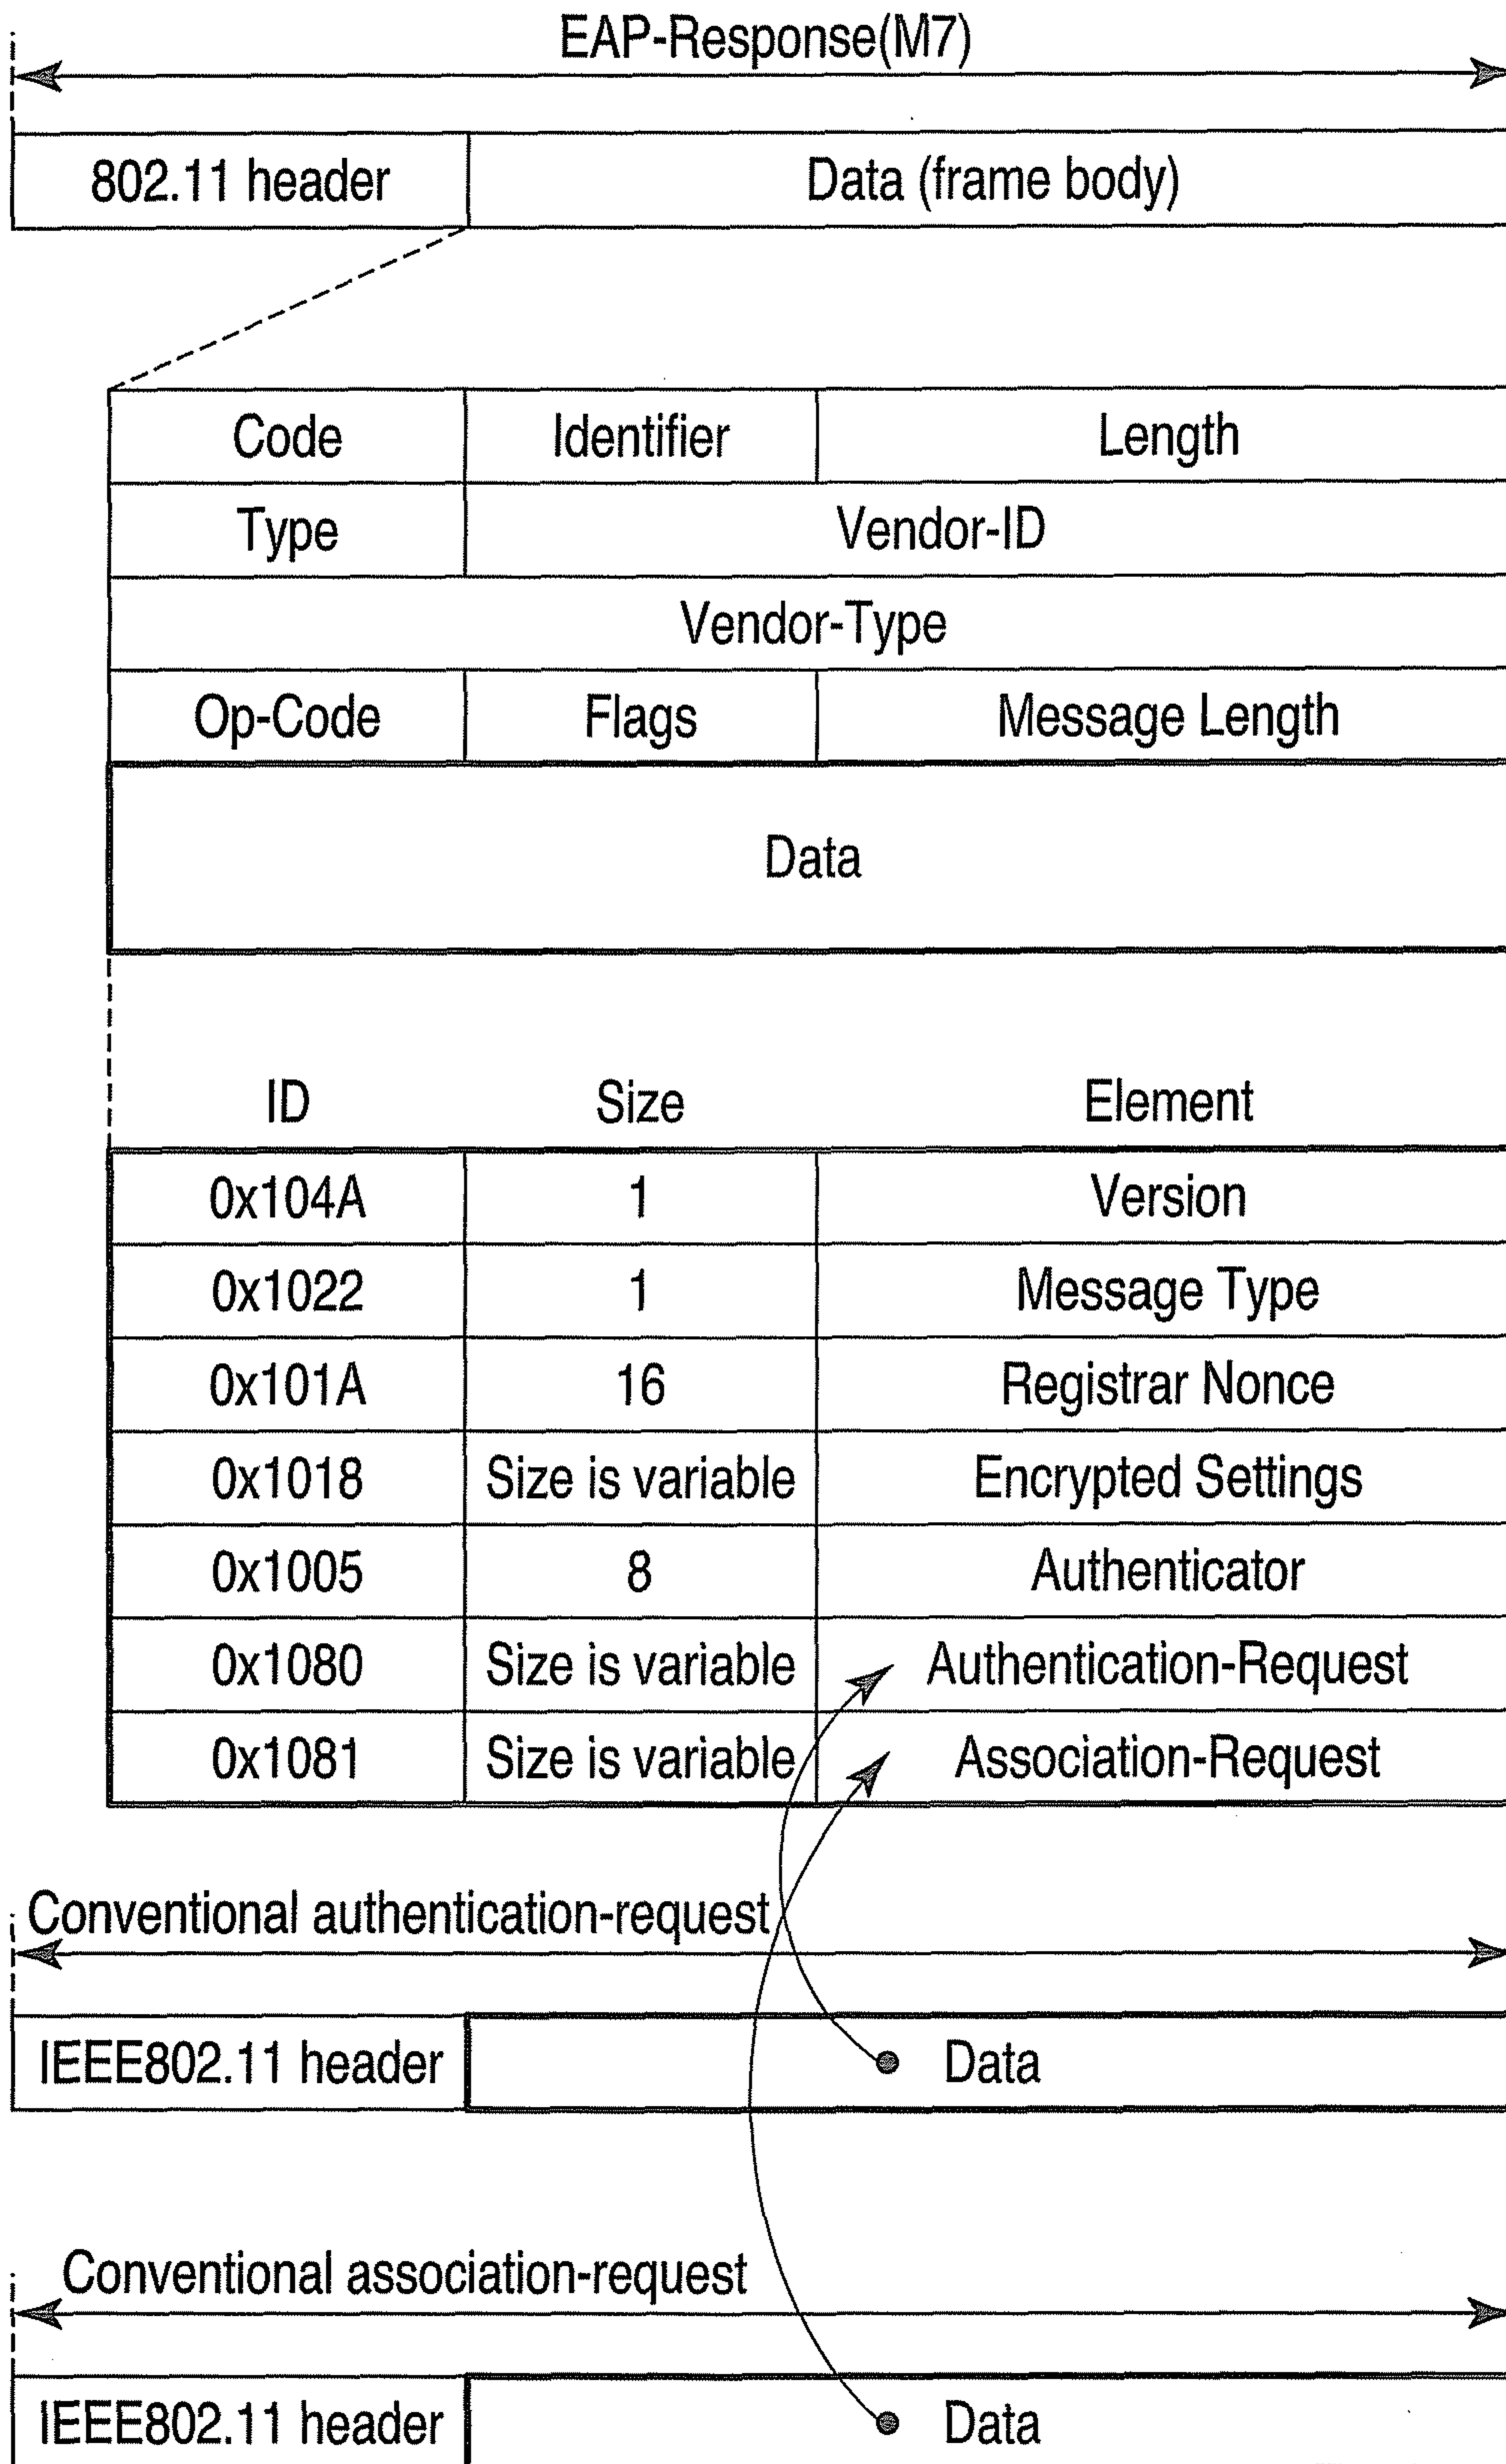 EAP-Response(M7)
802.11 header Data (frame body)
Code Identifier Length
Type Vendor-ID
Vendor-Type
Op-Code Flags Message Length
Data
ID Size Element
0x104A 1 Version
0x1022 1 Message Type
0x101A 16 Registrar Nonce
0x1018 Size is variable Encrypted Settings
0x1005 8 Authenticator
0x1080 Size is variable Authentication-Request
0x1081 Size is variable Association-Request
Conventional authentication-request
IEEE802.11 header Data
Conventional association-request
IEEE802.11 header Data